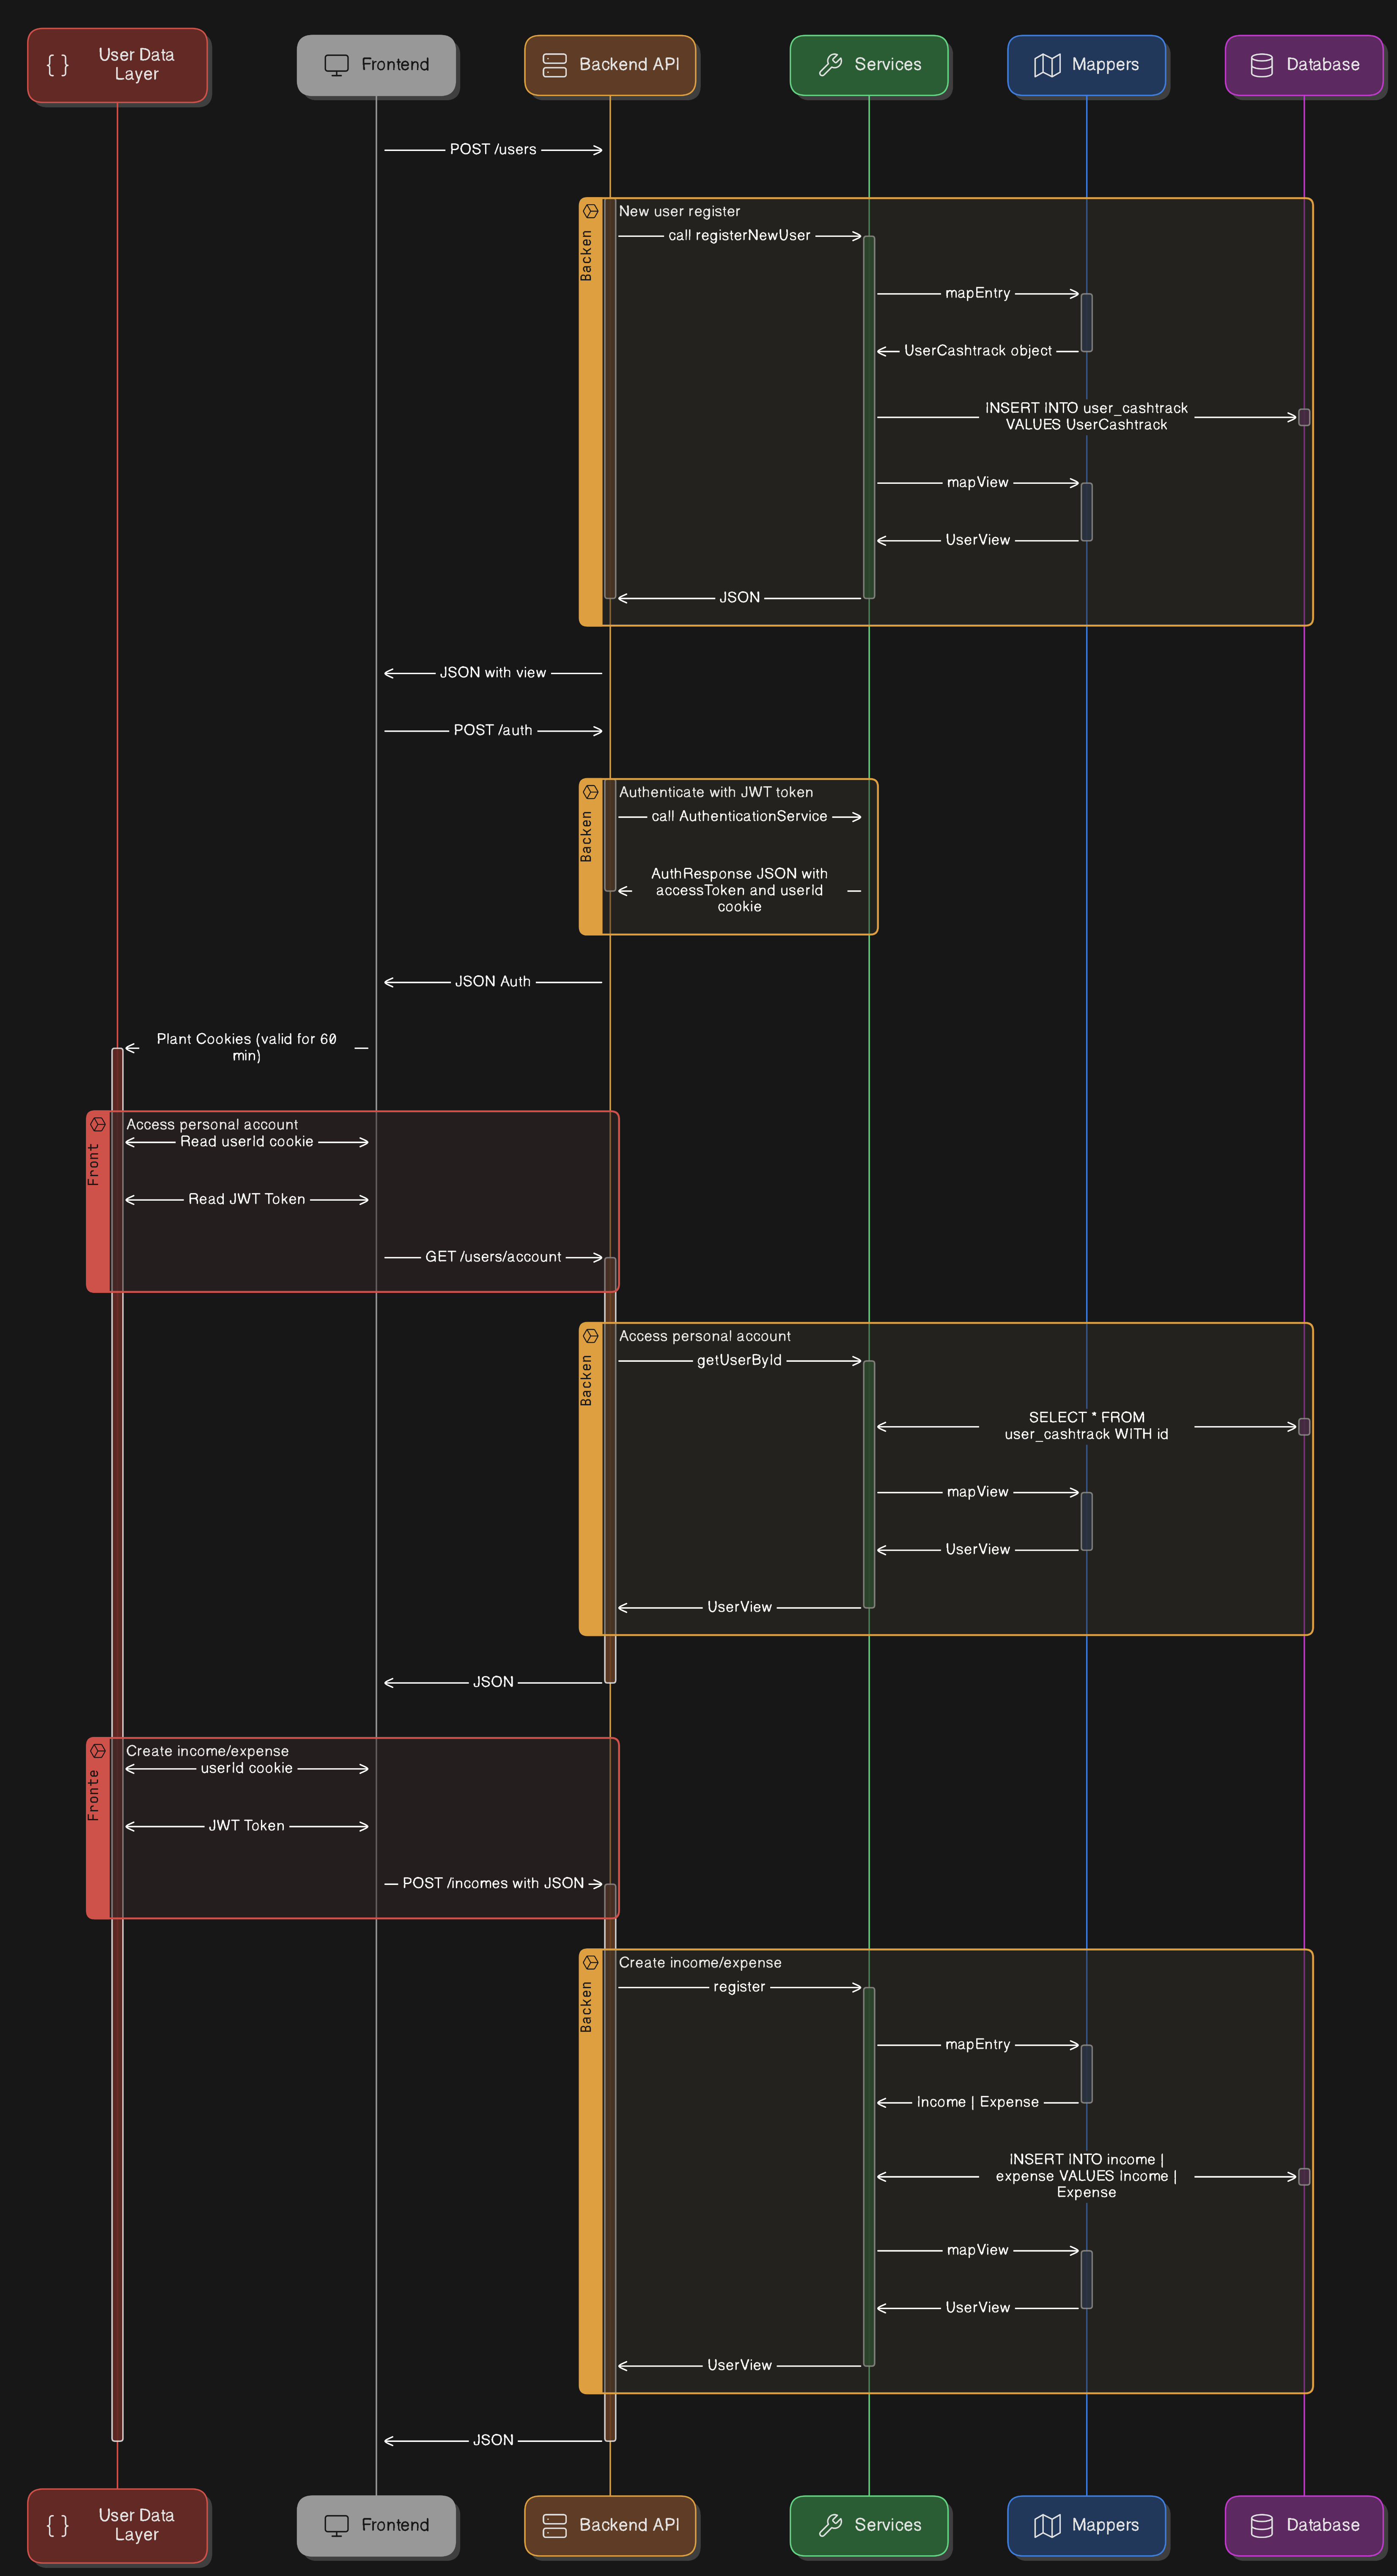 User Data
Layer
Frontend
Backend API
Services
Mappers
Database
POST /users
Backen
New user register
call registerNewUser
mapEntry
UserCashtrack object
INSERT INTO user_cashtrack
VALUES UserCashtrack
mapView
UserView
JSON
JSON with view
POST /auth
Backen
Authenticate with JWT token
call AuthenticationService
AuthResponse JSON with
accessToken and userId
cookie
JSON Auth
Plant Cookies (valid for 60
min)
Front
Access personal account
Read userId cookie
Read JWT Token
GET /users/account
Backen
Access personal account
getUserById
SELECT * FROM
user_cashtrack WITH id
mapView
UserView
UserView
JSON
Fronte
Create income/expense
userId cookie
JWT Token
POST /incomes with JSON
Backen
Create income/expense
register
mapEntry
Income | Expense
INSERT INTO income |
expense VALUES Income |
Expense
mapView
UserView
UserView
JSON
User Data
Layer
Frontend
Backend API
Services
Mappers
Database